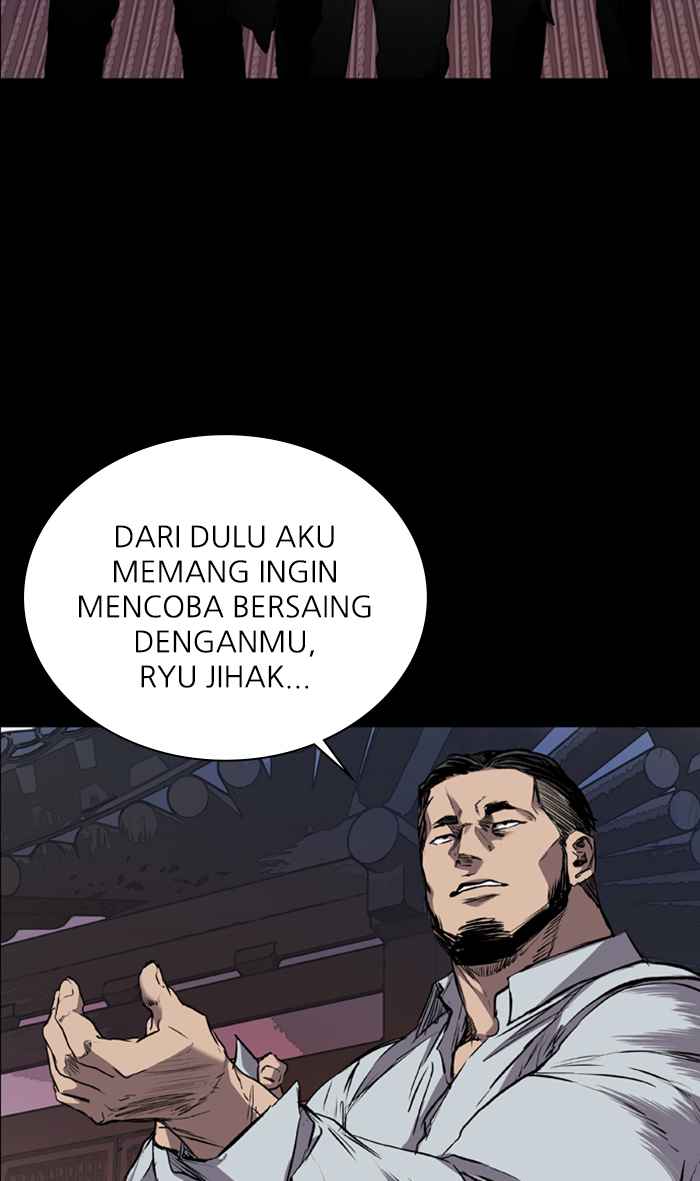 DARI DULU AKU
MEMANG INGIN
MENCOBA BERSAING
DENGANMU,
RYU JIHAK...